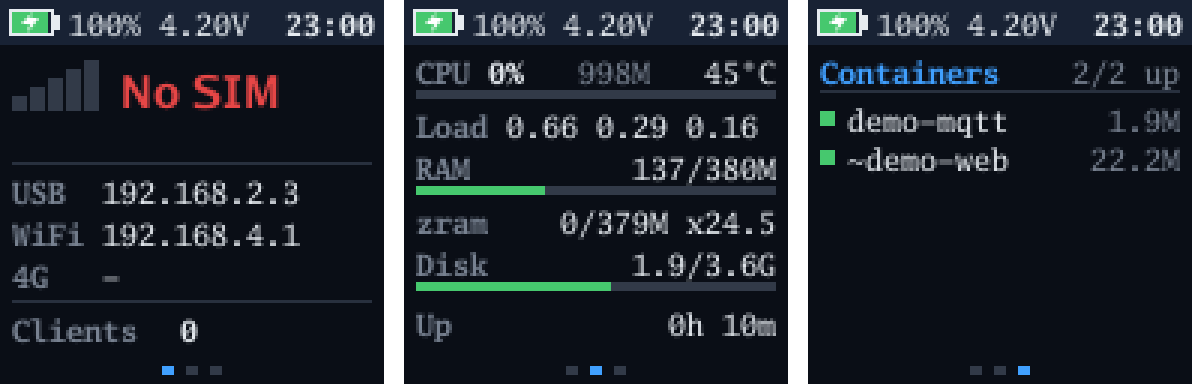 100% 4.20V 23:00
No SIM
USB 192.168.2.3
WiFi 192.168.4.1
4G –
Clients 0
100% 4.20V 23:00
CPU 0% 998M 45°C
Load 0.66 0.29 0.16
RAM 137/380M
zram 0/379M x24.5
Disk 1.9/3.6G
Up 0h 10m
100% 4.20V 23:00
Containers 2/2 up
demo-mqtt 1.9M
~demo-web 22.2M